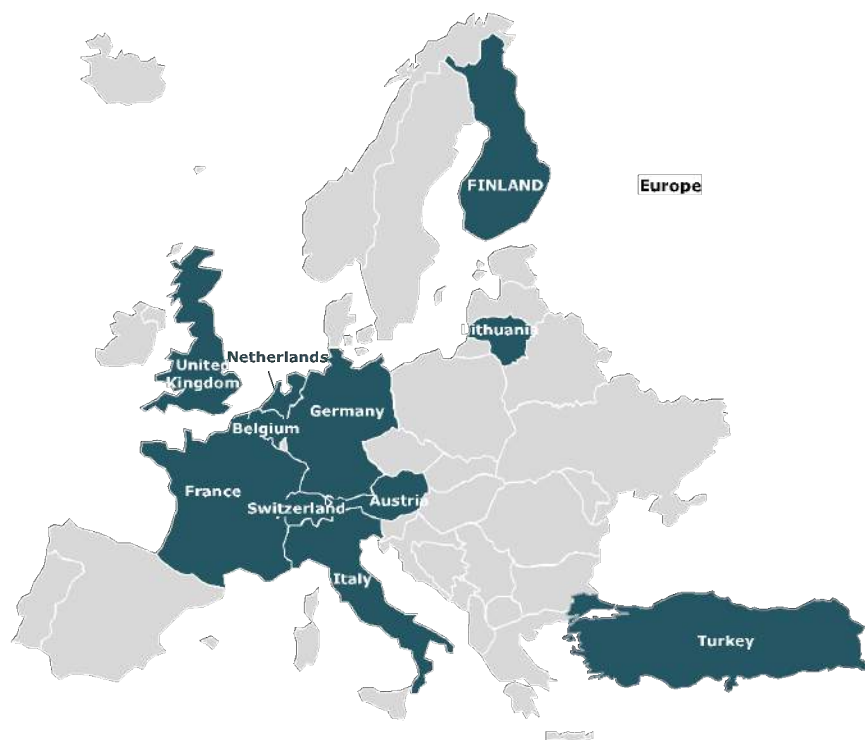 FINLAND
Europe
Lithuania
United
Kingdom
Netherlands
Germany
Belgium
France
Switzerland
Austria
Italy
Turkey